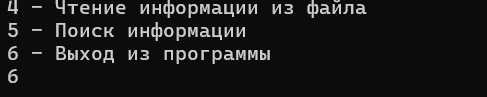 4 – Чтение информации из файла
5 – Поиск информации
6 – Выход из программы
6